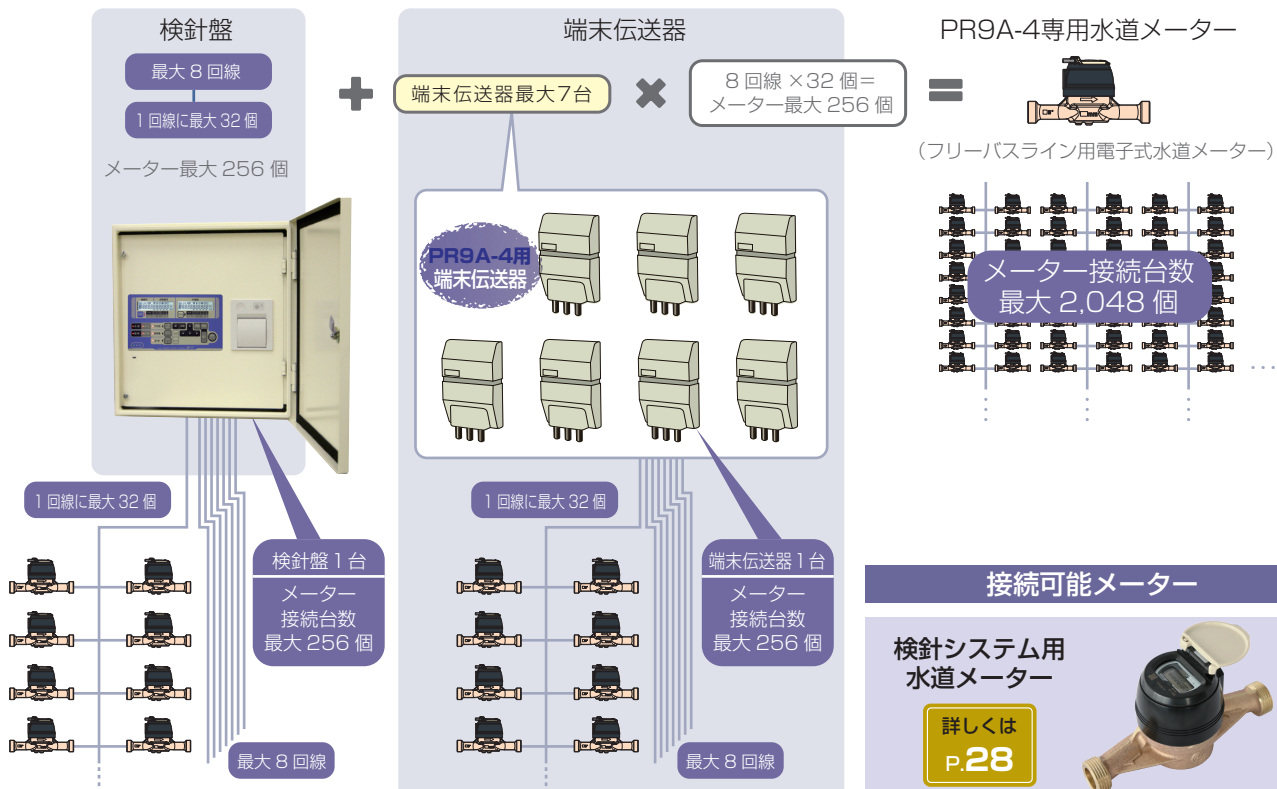 検針盤
最大 8 回線
1 回線に最大 32 個
メーター最大 256 個
端末伝送器
端末伝送器最大7台
8 回線 ×32 個＝
メーター最大 256 個
PR9A-4専用水道メーター
（フリーバスライン用電子式水道メーター）
PR9A-4用
端末伝送器
メーター接続台数
最大 2,048 個
1 回線に最大 32 個
検針盤 1 台
メーター
接続台数
最大 256 個
最大 8 回線
1 回線に最大 32 個
端末伝送器 1 台
メーター
接続台数
最大 256 個
最大 8 回線
接続可能メーター
検針システム用
水道メーター
詳しくは
P.28